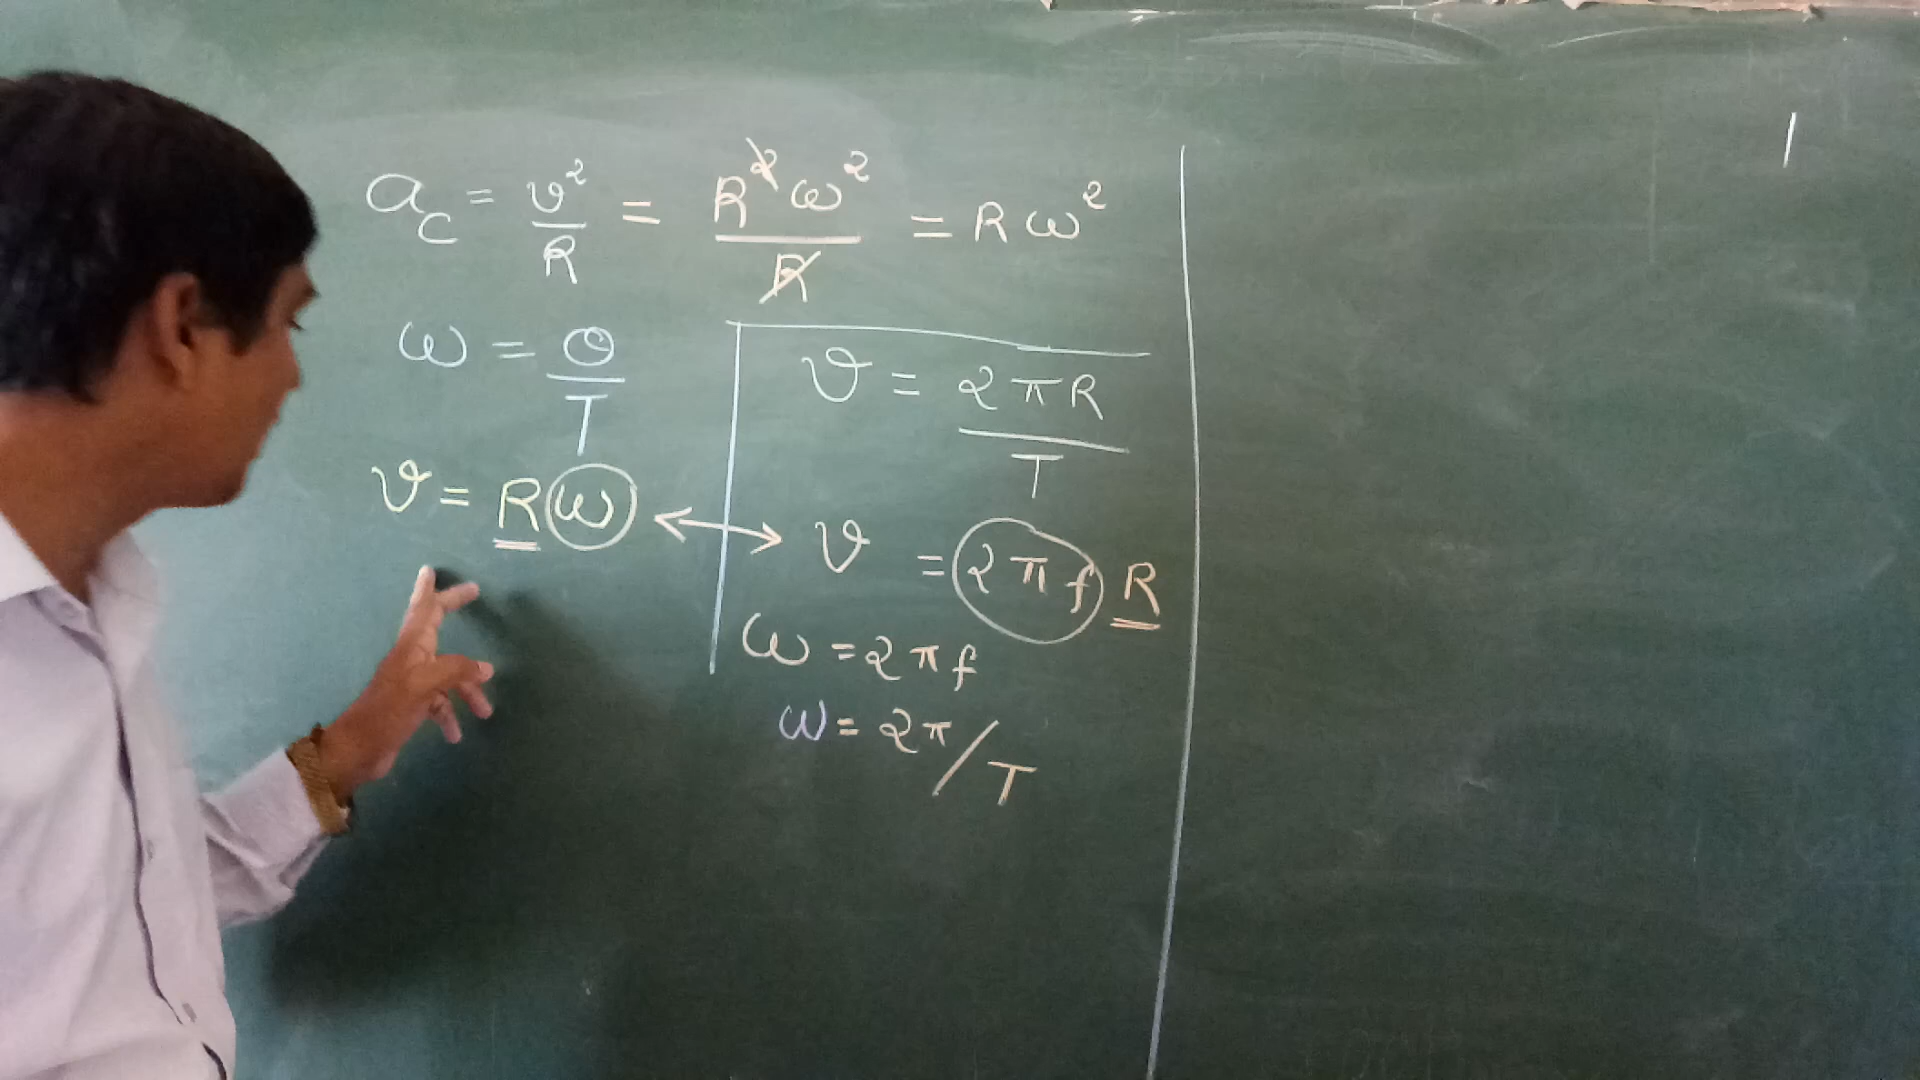 a_c = v²/R = R²ω²/R = Rω²
ω = θ/T
v = Rω
v = 2πR/T
v = 2πf R
ω = 2πf
ω = 2π/T